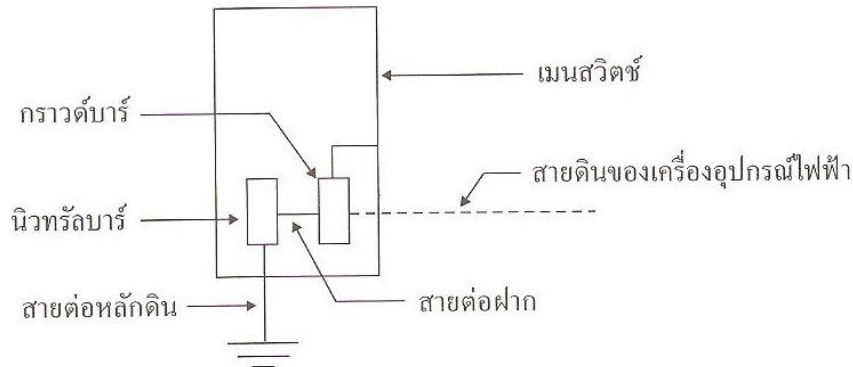 เมนสวิตช์
กราวด์บาร์
สายดินของเครื่องอุปกรณ์ไฟฟ้า
นิวทรัลบาร์
สายต่อหลักดิน
สายต่อฝาก